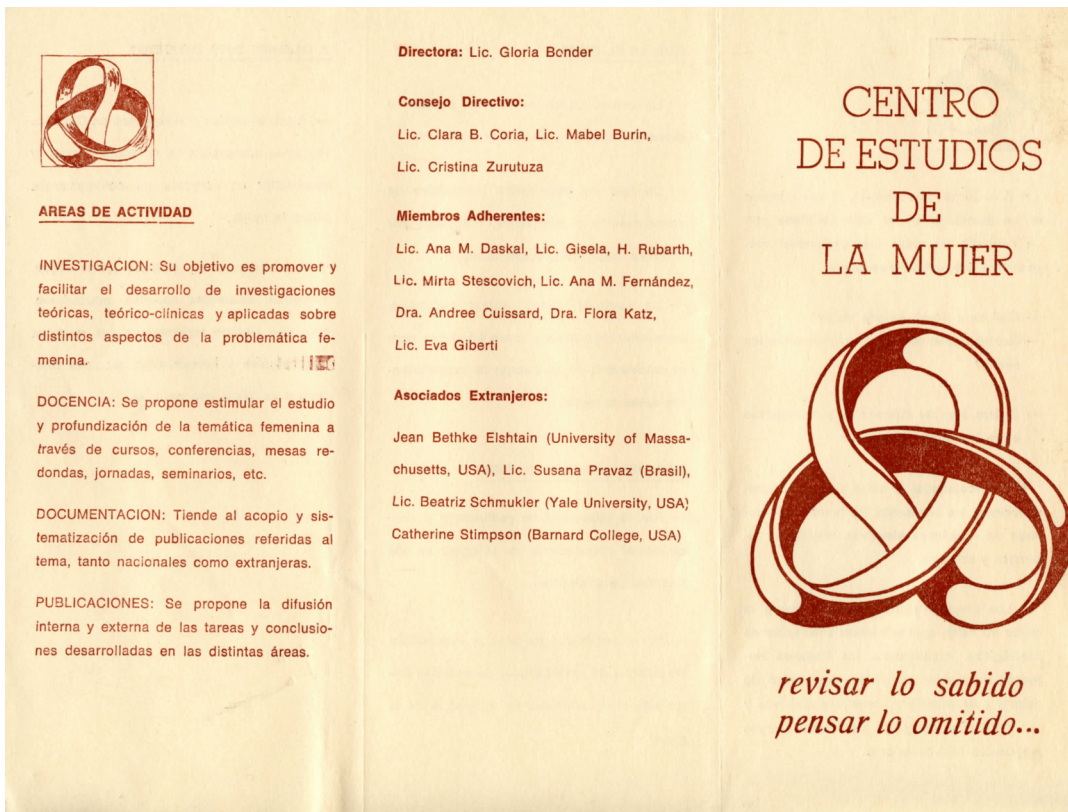 AREAS DE ACTIVIDAD
INVESTIGACION: Su objetivo es promover y
facilitar el desarrollo de investigaciones
teóricas, teórico-clínicas y aplicadas sobre
distintos aspectos de la problemática fe-
menina.
DOCENCIA: Se propone estimular el estudio
y profundización de la temática femenina a
través de cursos, conferencias, mesas re-
dondas, jornadas, seminarios, etc.
DOCUMENTACION: Tiende al acopio y sis-
tematización de publicaciones referidas al
tema, tanto nacionales como extranjeras.
PUBLICACIONES: Se propone la difusión
interna y externa de las tareas y conclusio-
nes desarrolladas en las distintas áreas.
Directora: Lic. Gloria Bonder
Consejo Directivo:
Lic. Clara B. Coria, Lic. Mabel Burin,
Lic. Cristina Zurutuza
Miembros Adherentes:
Lic. Ana M. Daskal, Lic. Gisela, H. Rubarth,
Lic. Mirta Stescovich, Lic. Ana M. Fernández,
Dra. Andree Cuissard, Dra. Flora Katz,
Lic. Eva Giberti
Asociados Extranjeros:
Jean Bethke Elshtain (University of Massa-
chusetts, USA), Lic. Susana Pravaz (Brasil),
Lic. Beatriz Schmukler (Yale University, USA)
Catherine Stimpson (Barnard College, USA)
CENTRO
DE ESTUDIOS
DE
LA MUJER
revisar lo sabido
pensar lo omitido...